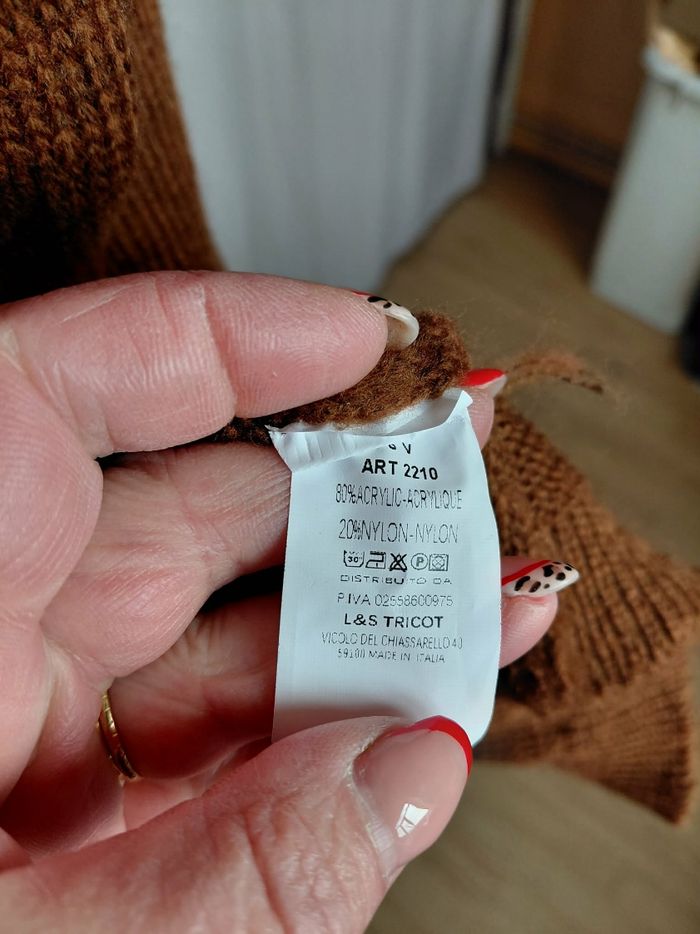 ART 2210
80%ACRYLIC-ACRYLIQUE
20%NYLON-NYLON
30° P
DISTRIBUITO DA
P.IVA 02558600975
L&S TRICOT
VICOLO DEL CHIASSARELLO 40
59100 MADE IN ITALIA